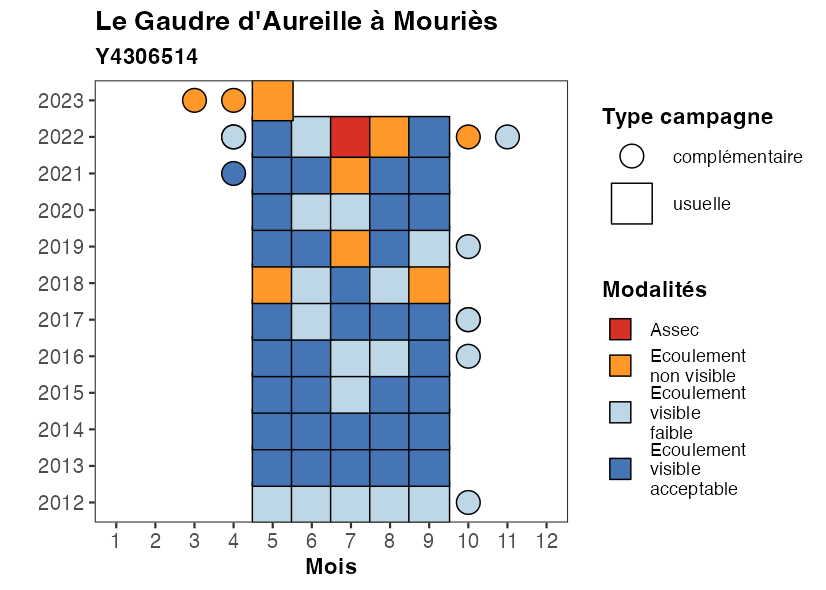 Le Gaudre d'Aureille à Mouriès
Y4306514
2023
2022
2021
2020
2019
2018
2017
2016
2015
2014
2013
2012
1 2 3 4 5 6 7 8 9 10 11 12
Mois
Type campagne
complémentaire
usuelle
Modalités
Assec
Ecoulement
non visible
Ecoulement
visible
faible
Ecoulement
visible
acceptable